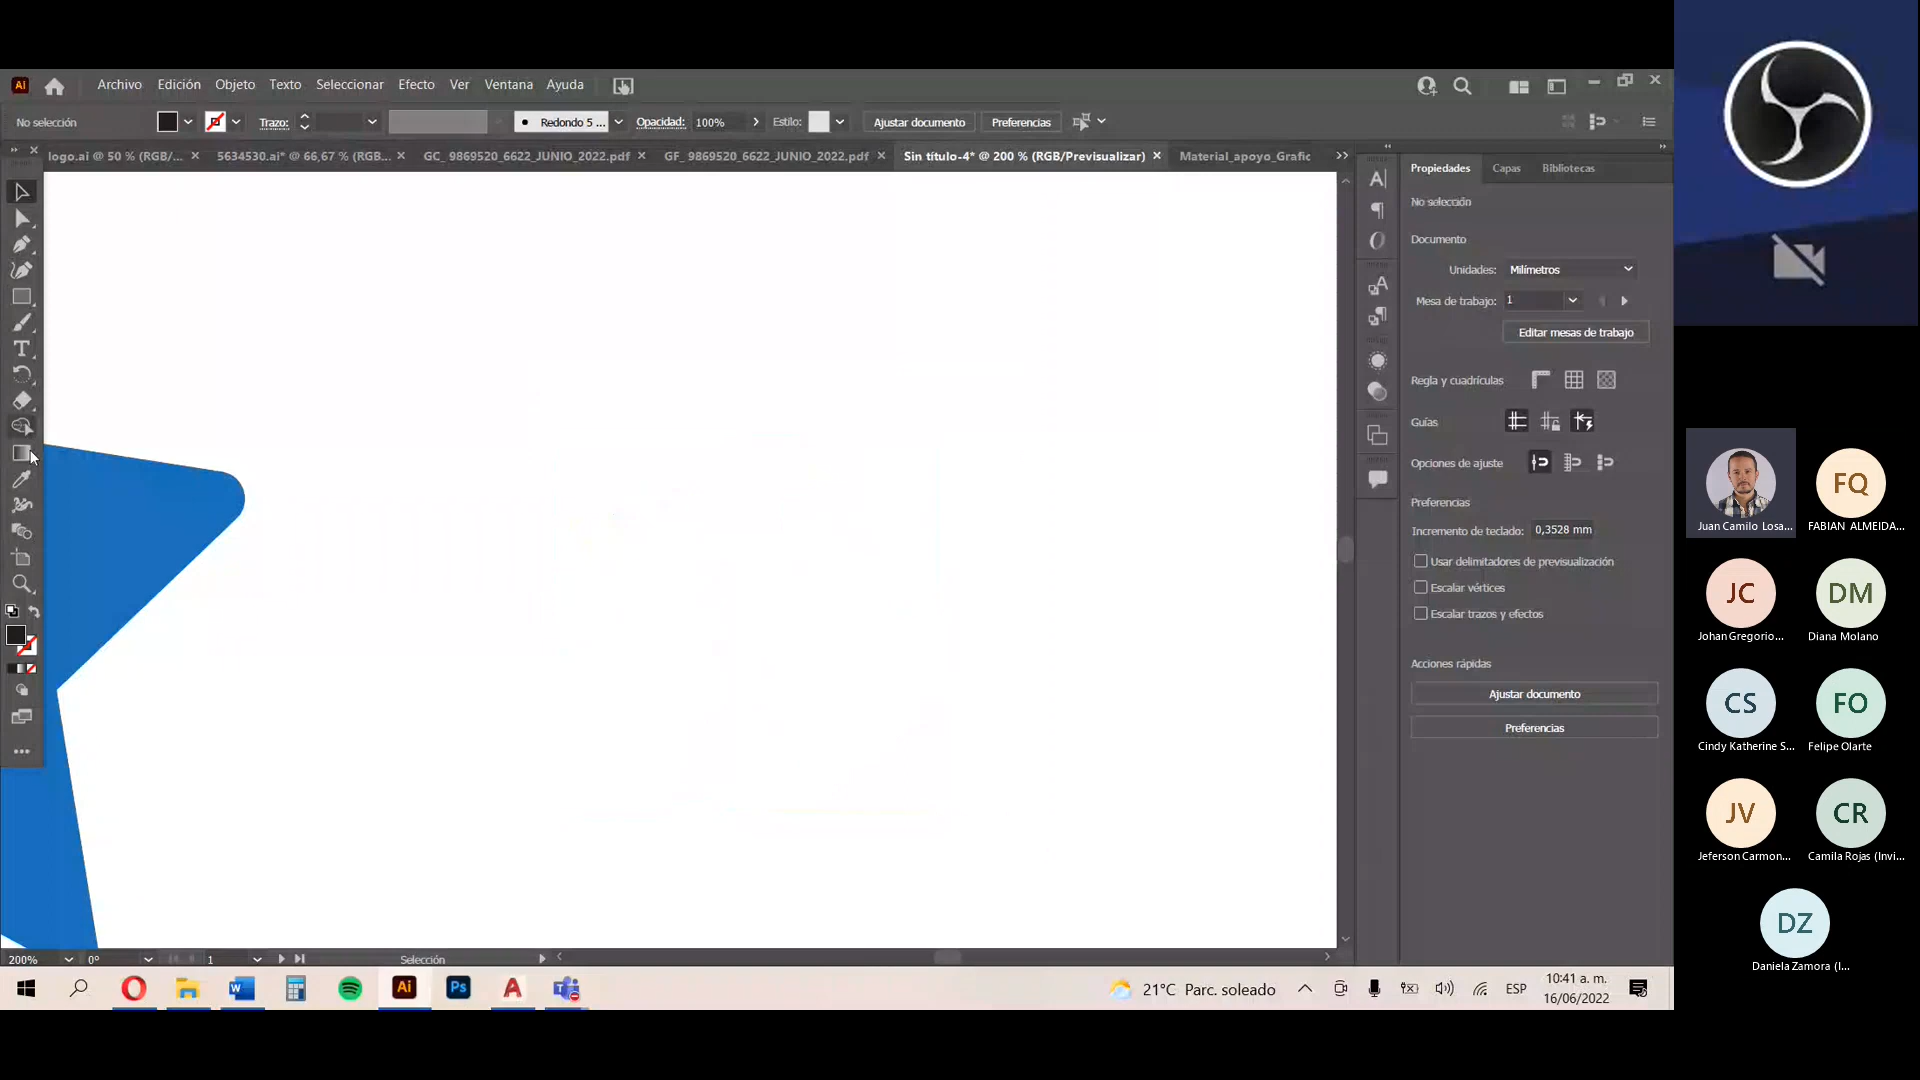 Ai Archivo Edición Objeto Texto Seleccionar Efecto Ver Ventana Ayuda
No selección Trazo: Redondo 5 ... Opacidad: 100% Estilo: Ajustar documento Preferencias
logo.ai @ 50 % (RGB/... 5634530.ai* @ 66,67 % (RGB... GC_ 9869520_6622_JUNIO_2022.pdf GF_ 9869520_6622_JUNIO_2022.pdf Sin título-4* @ 200 % (RGB/Previsualizar) Material_apoyo_Grafic
Propiedades Capas Bibliotecas
No selección
Documento
Unidades: Milímetros
Mesa de trabajo: 1
Editar mesas de trabajo
Regla y cuadrículas
Guías
Opciones de ajuste
Preferencias
Incremento de teclado: 0,3528 mm
Usar delimitadores de previsualización
Escalar vértices
Escalar trazos y efectos
Acciones rápidas
Ajustar documento
Preferencias
200% 0° 1 Selección
Ai Ps 21°C Parc. soleado ESP 10:41 a. m.
16/06/2022
Juan Camilo Losa...
FQ
FABIAN ALMEIDA...
JC
Johan Gregorio...
DM
Diana Molano
CS
Cindy Katherine S...
FO
Felipe Olarte
JV
Jeferson Carmon...
CR
Camila Rojas (Invi...
DZ
Daniela Zamora (I...